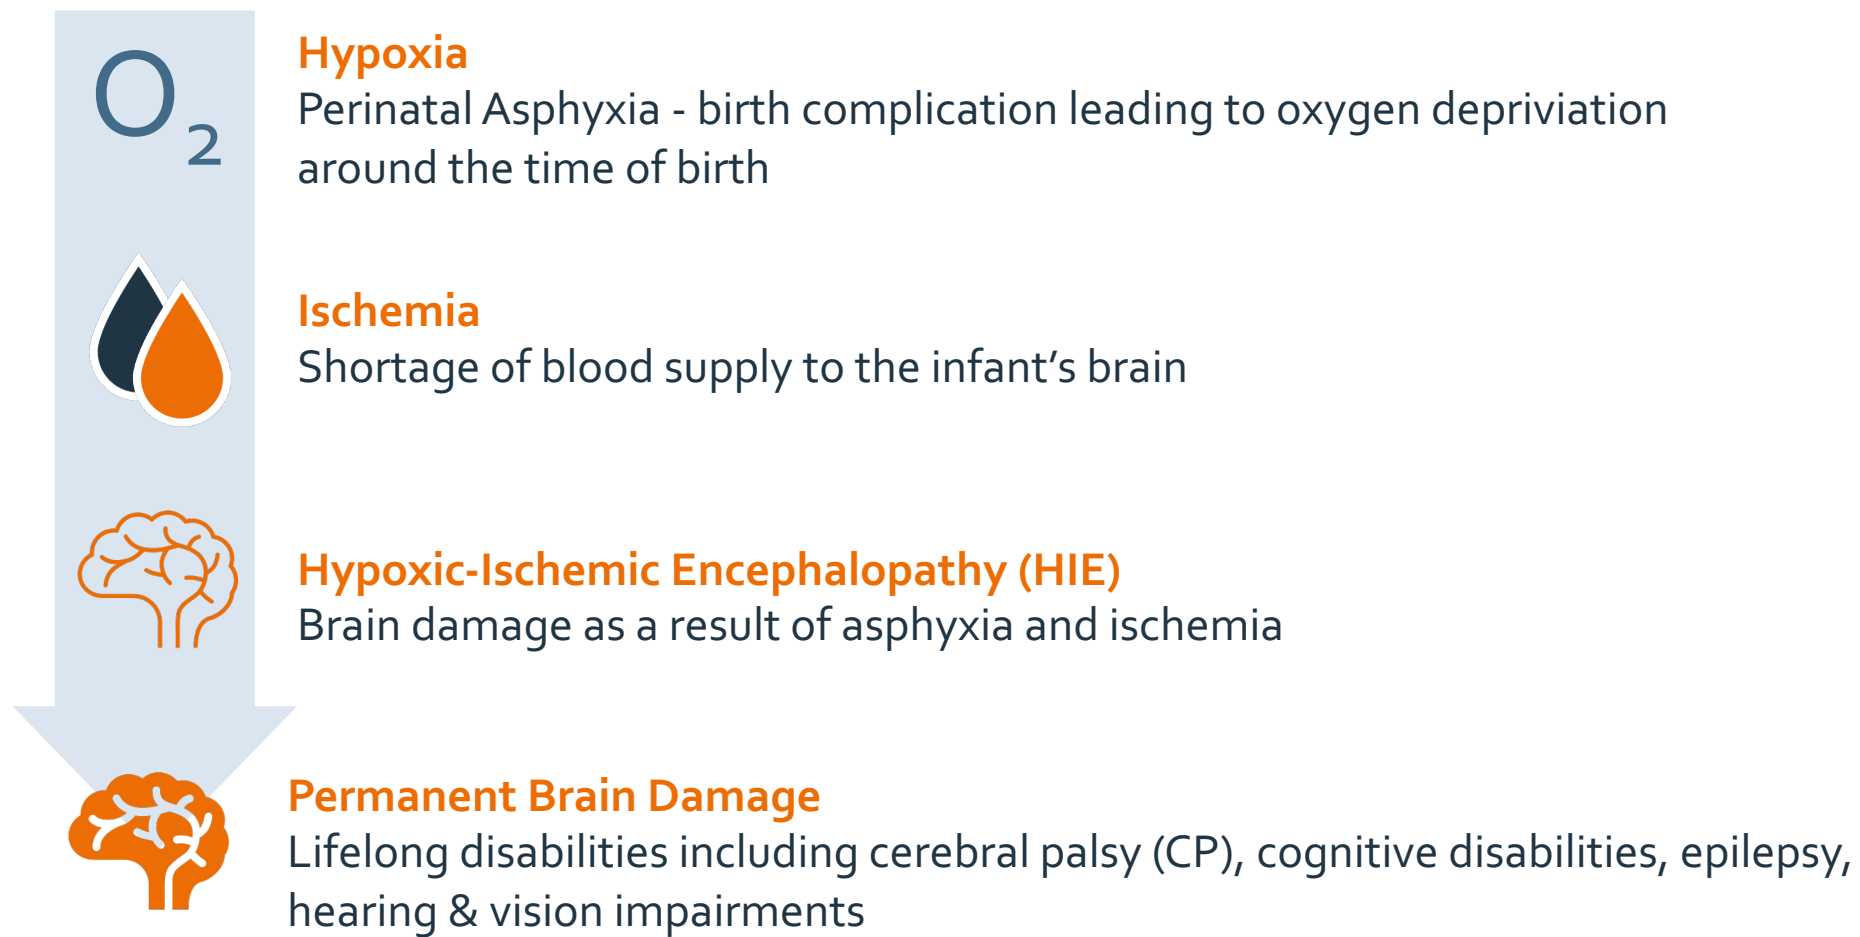 O₂
Hypoxia
Perinatal Asphyxia - birth complication leading to oxygen depriviation
around the time of birth
Ischemia
Shortage of blood supply to the infant’s brain
Hypoxic-Ischemic Encephalopathy (HIE)
Brain damage as a result of asphyxia and ischemia
Permanent Brain Damage
Lifelong disabilities including cerebral palsy (CP), cognitive disabilities, epilepsy,
hearing & vision impairments